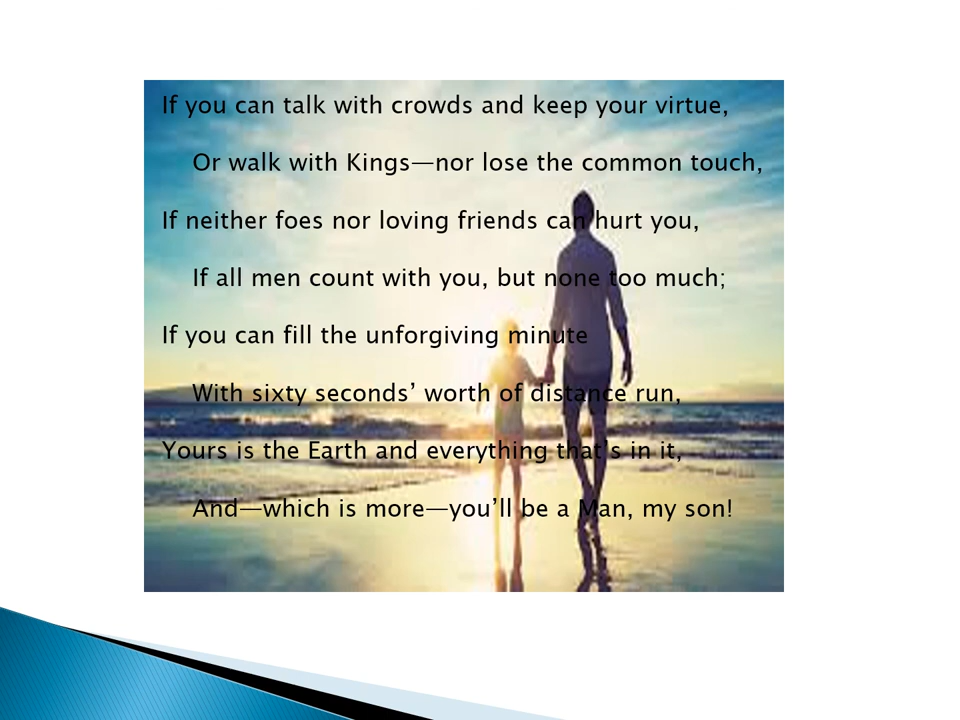 If you can talk with crowds and keep your virtue,
Or walk with Kings—nor lose the common touch,
If neither foes nor loving friends can hurt you,
If all men count with you, but none too much;
If you can fill the unforgiving minute
With sixty seconds’ worth of distance run,
Yours is the Earth and everything that’s in it,
And—which is more—you’ll be a Man, my son!